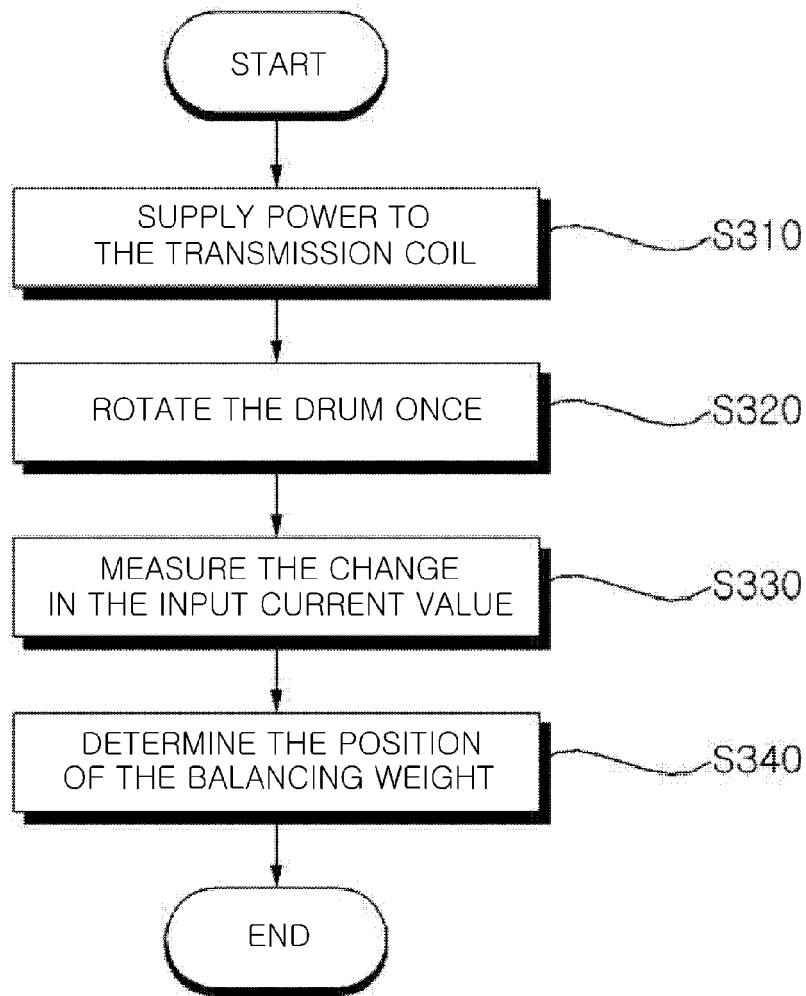 START
SUPPLY POWER TO
THE TRANSMISSION COIL
S310
ROTATE THE DRUM ONCE
S320
MEASURE THE CHANGE
IN THE INPUT CURRENT VALUE
S330
DETERMINE THE POSITION
OF THE BALANCING WEIGHT
S340
END